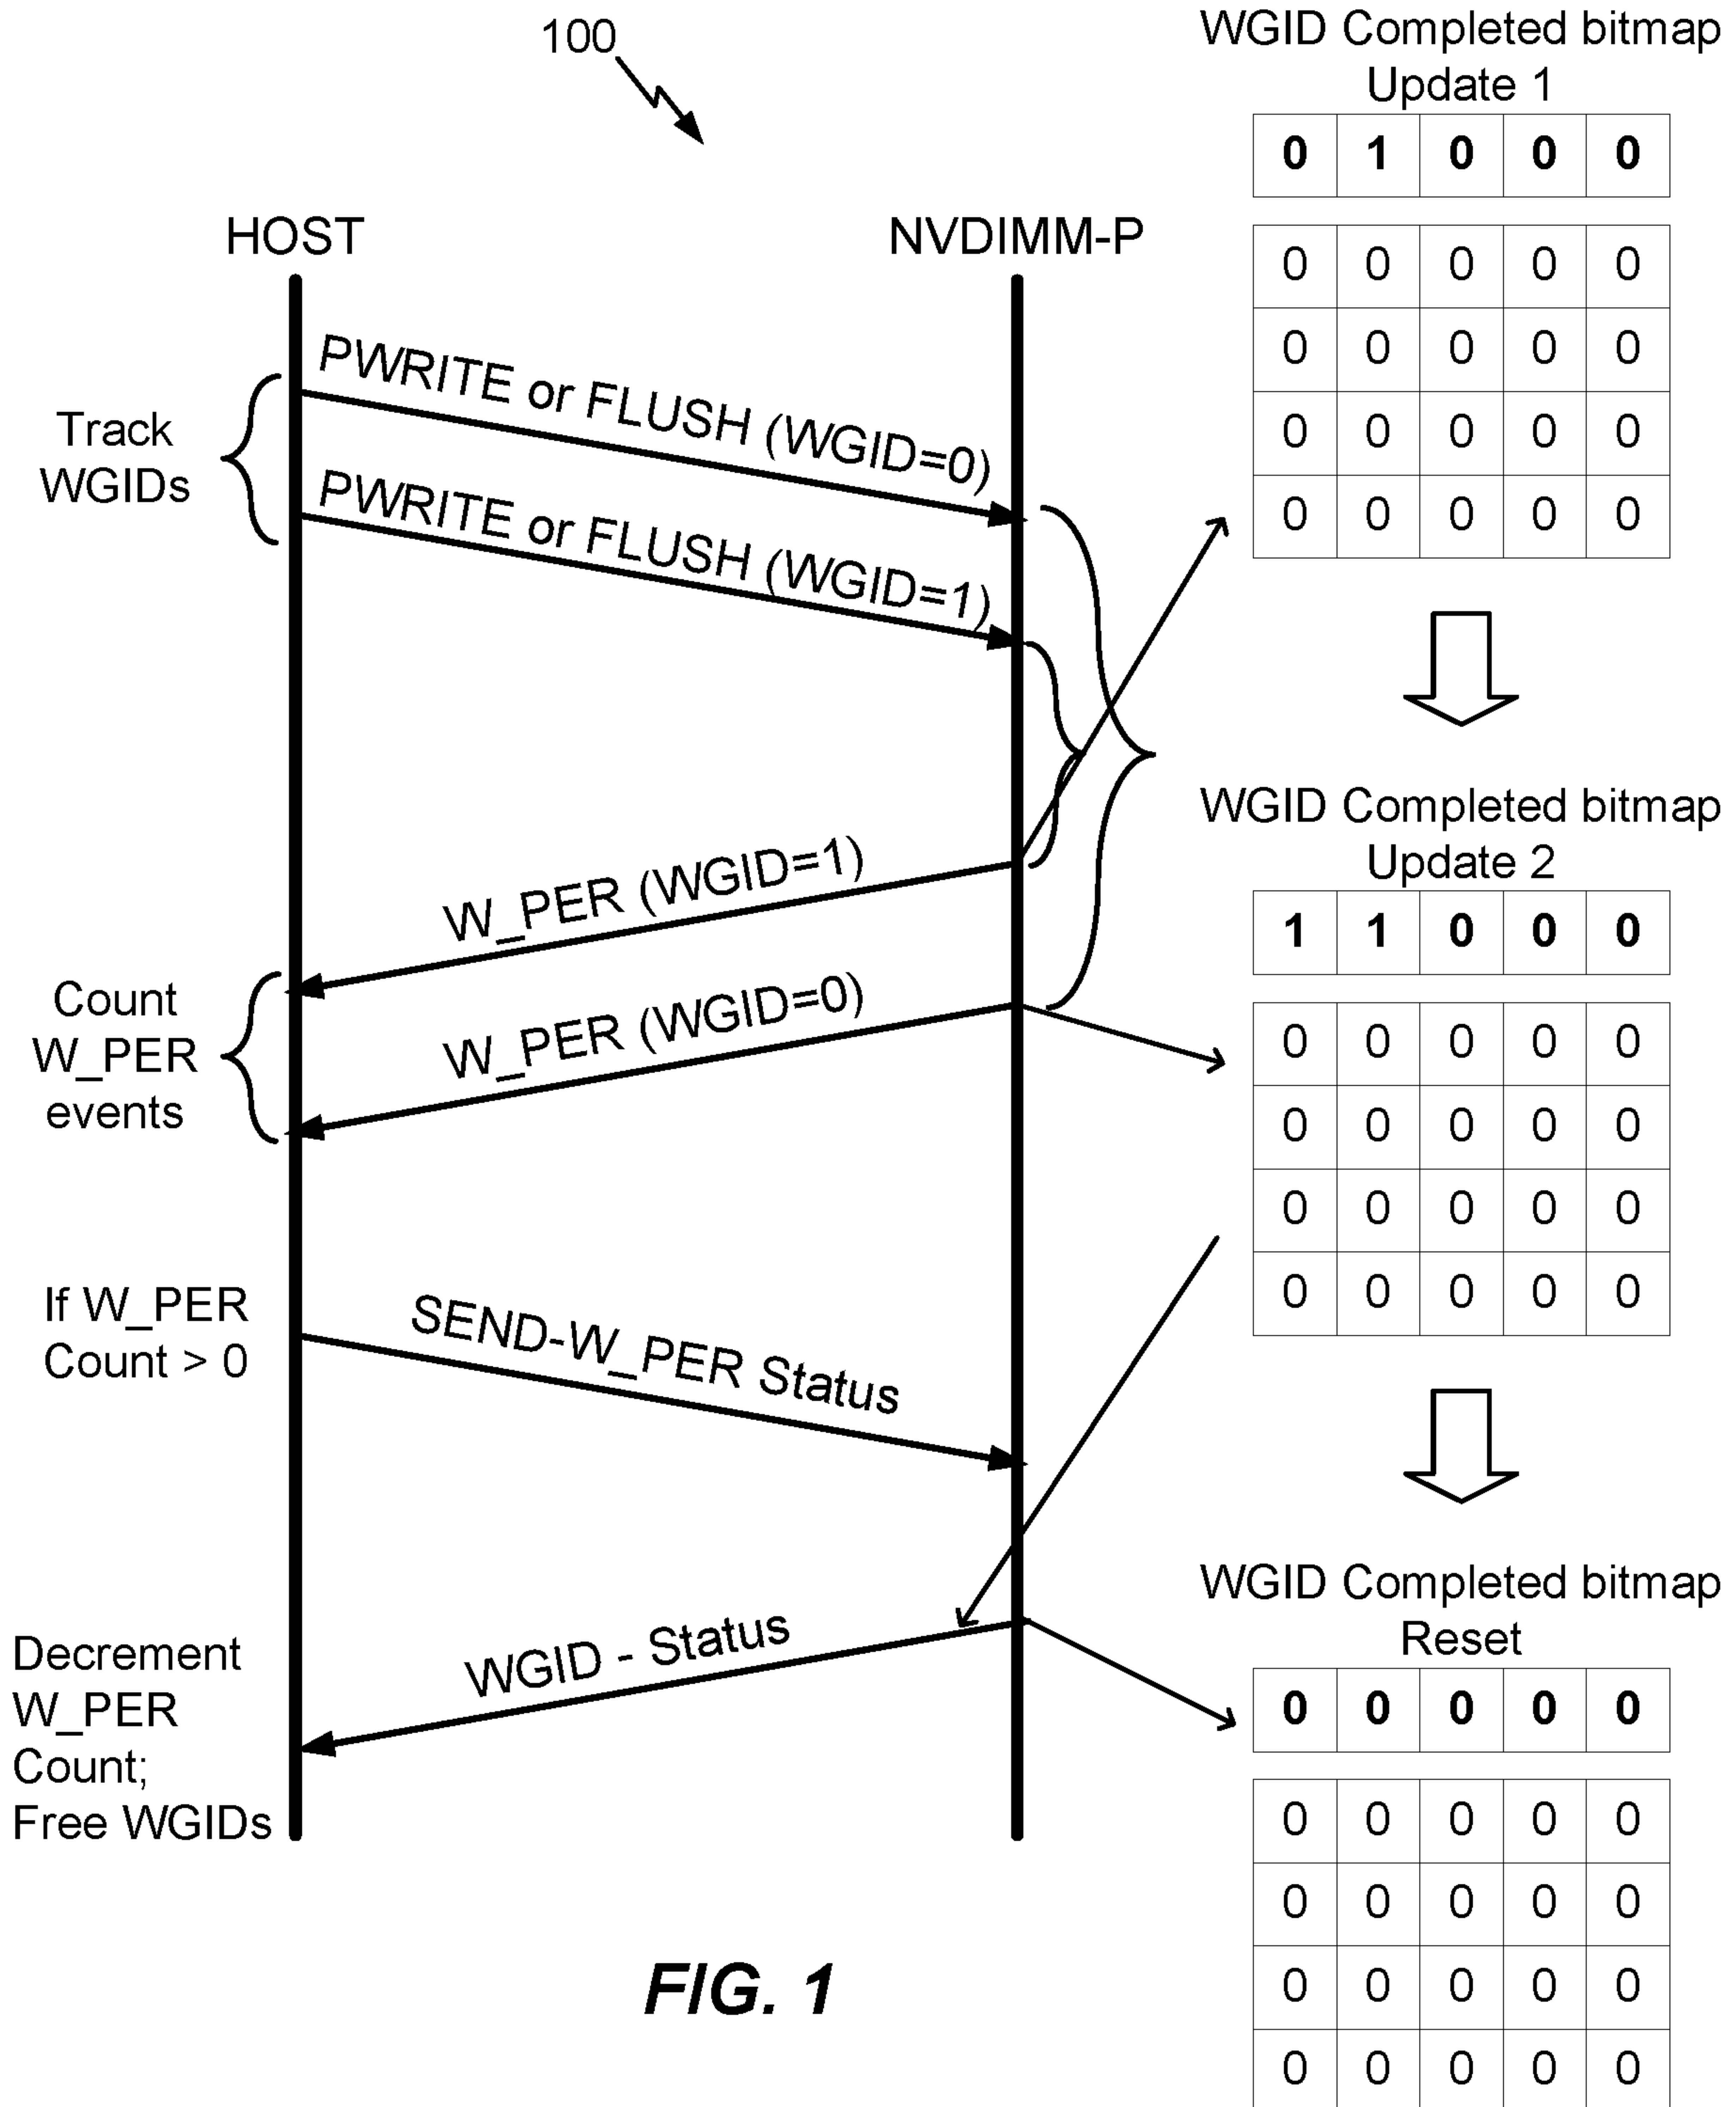 100
HOST
NVDIMM-P
Track
WGIDs
PWRITE or FLUSH (WGID=0)
PWRITE or FLUSH (WGID=1)
W_PER (WGID=1)
Count
W_PER
events
W_PER (WGID=0)
If W_PER
Count > 0
SEND-W_PER Status
WGID - Status
Decrement
W_PER
Count;
Free WGIDs
WGID Completed bitmap
Update 1
0 1 0 0 0
0 0 0 0 0
0 0 0 0 0
0 0 0 0 0
0 0 0 0 0
WGID Completed bitmap
Update 2
1 1 0 0 0
0 0 0 0 0
0 0 0 0 0
0 0 0 0 0
0 0 0 0 0
WGID Completed bitmap
Reset
0 0 0 0 0
0 0 0 0 0
0 0 0 0 0
0 0 0 0 0
0 0 0 0 0
FIG. 1